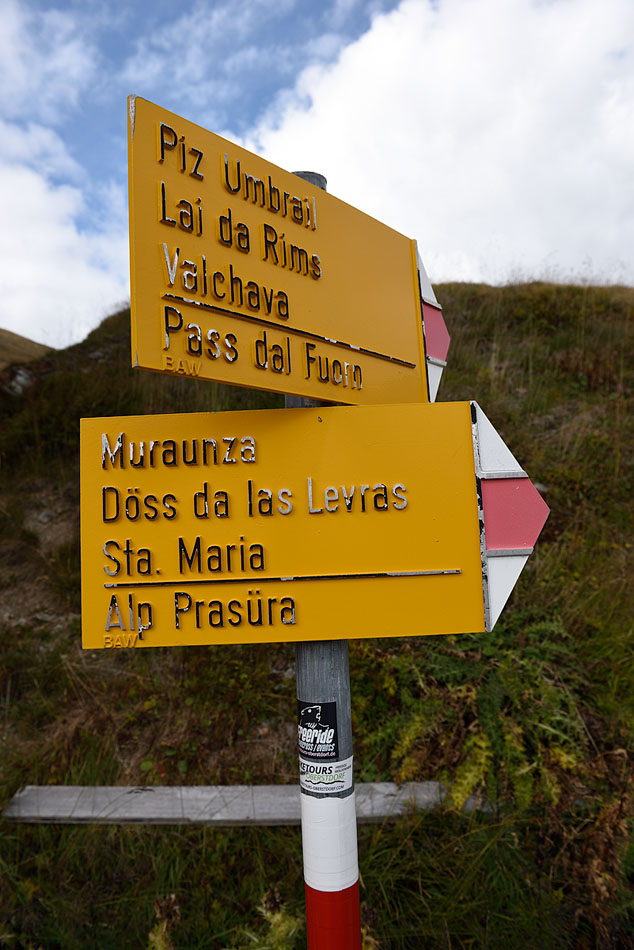 Piz Umbrail
Lai da Rims
Valchava
Pass dal Fuorn
BAW
Muraunza
Döss da las Levras
Sta. Maria
Alp Prasüra
BAW
OBERSTDORF